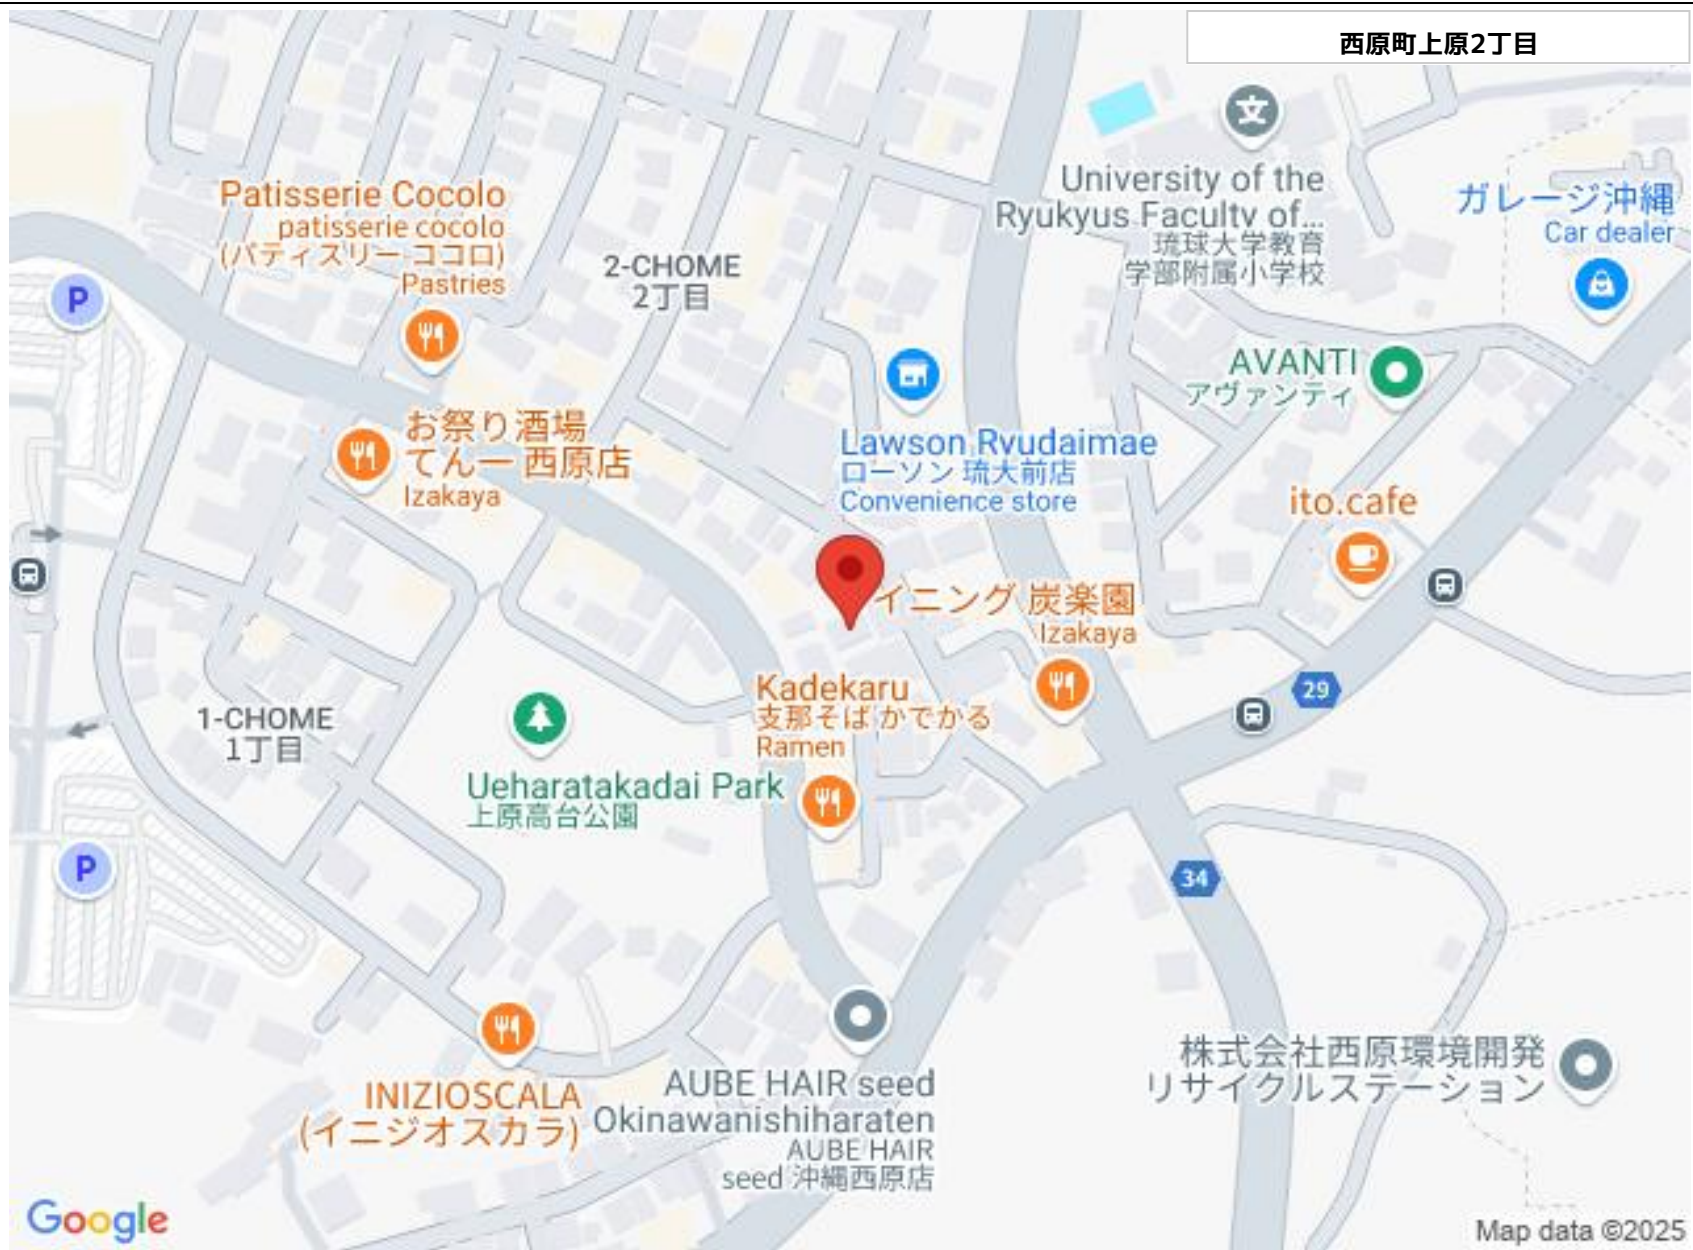 西原町上原2丁目
文
University of the
Ryukyus Faculty of...
琉球大学教育
学部附属小学校
ガレージ沖縄
Car dealer
Patisserie Cocolo
patisserie cocolo
(パティスリー ココロ)
Pastries
2-CHOME
2丁目
P
AVANTI
アヴァンティ
お祭り酒場
てんー 西原店
Izakaya
Lawson Ryudaimae
ローソン 琉大前店
Convenience store
ito.cafe
イニング 炭楽園
Izakaya
29
Kadekaru
支那そば かでかる
Ramen
1-CHOME
1丁目
Ueharatakadai Park
上原高台公園
P
34
INIZIOSCALA
(イニジオスカラ)
AUBE HAIR seed
Okinawanishiharaten
AUBE HAIR
seed 沖縄西原店
株式会社西原環境開発
リサイクルステーション
Google
Map data ©2025